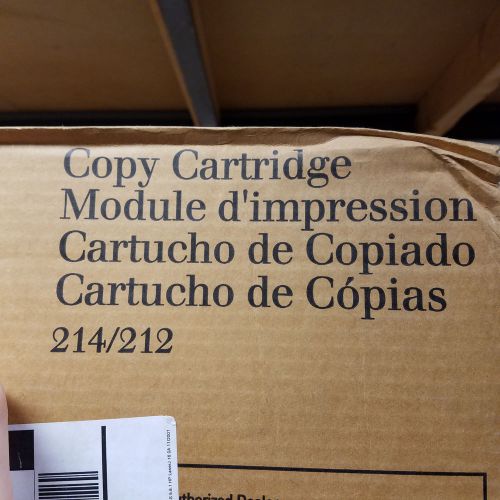 Copy Cartridge
Module d'impression
Cartucho de Copiado
Cartucho de Cópias
214/212